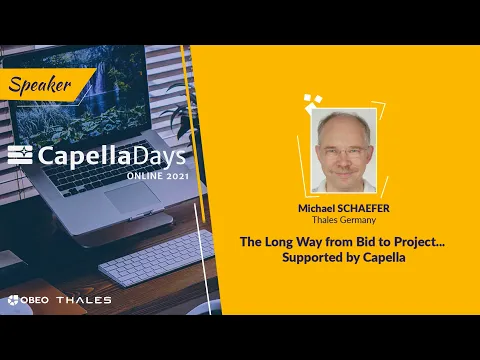 Speaker
CapellaDays
ONLINE 2021
OBEO THALES
Michael SCHAEFER
Thales Germany
The Long Way from Bid to Project...
Supported by Capella